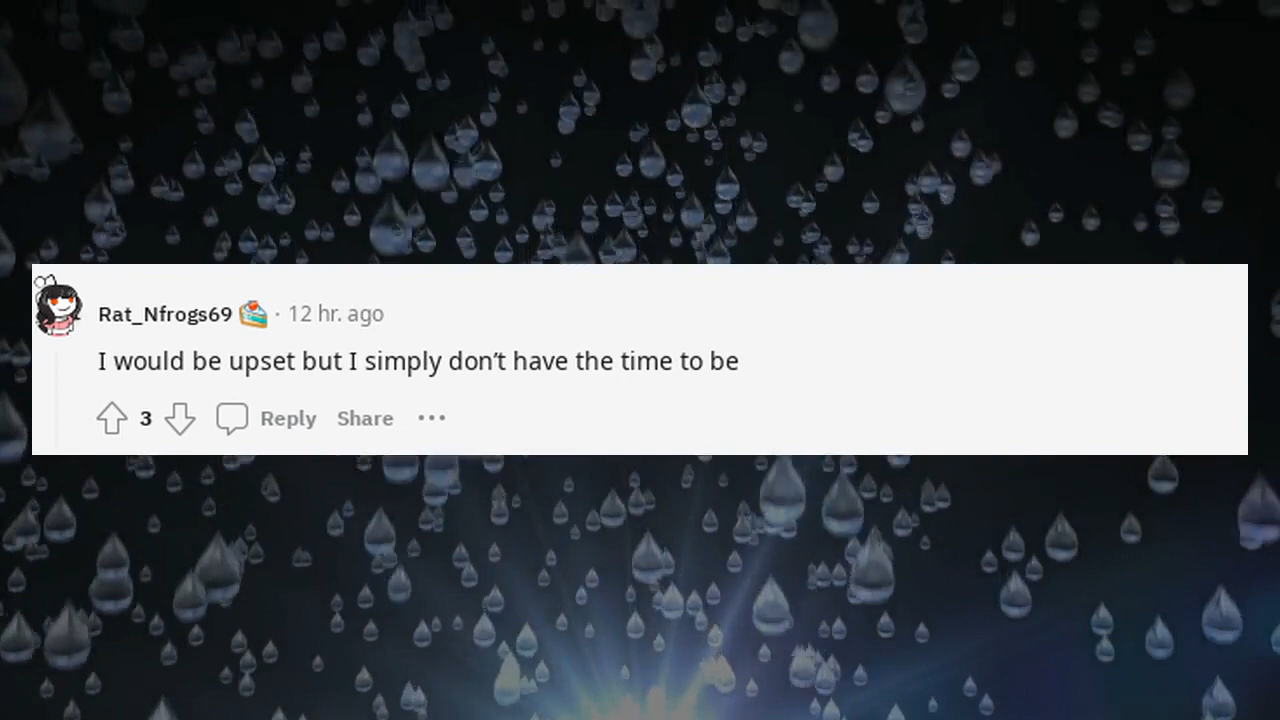 Rat_Nfrogs69 · 12 hr. ago
I would be upset but I simply don’t have the time to be
3 Reply Share ···